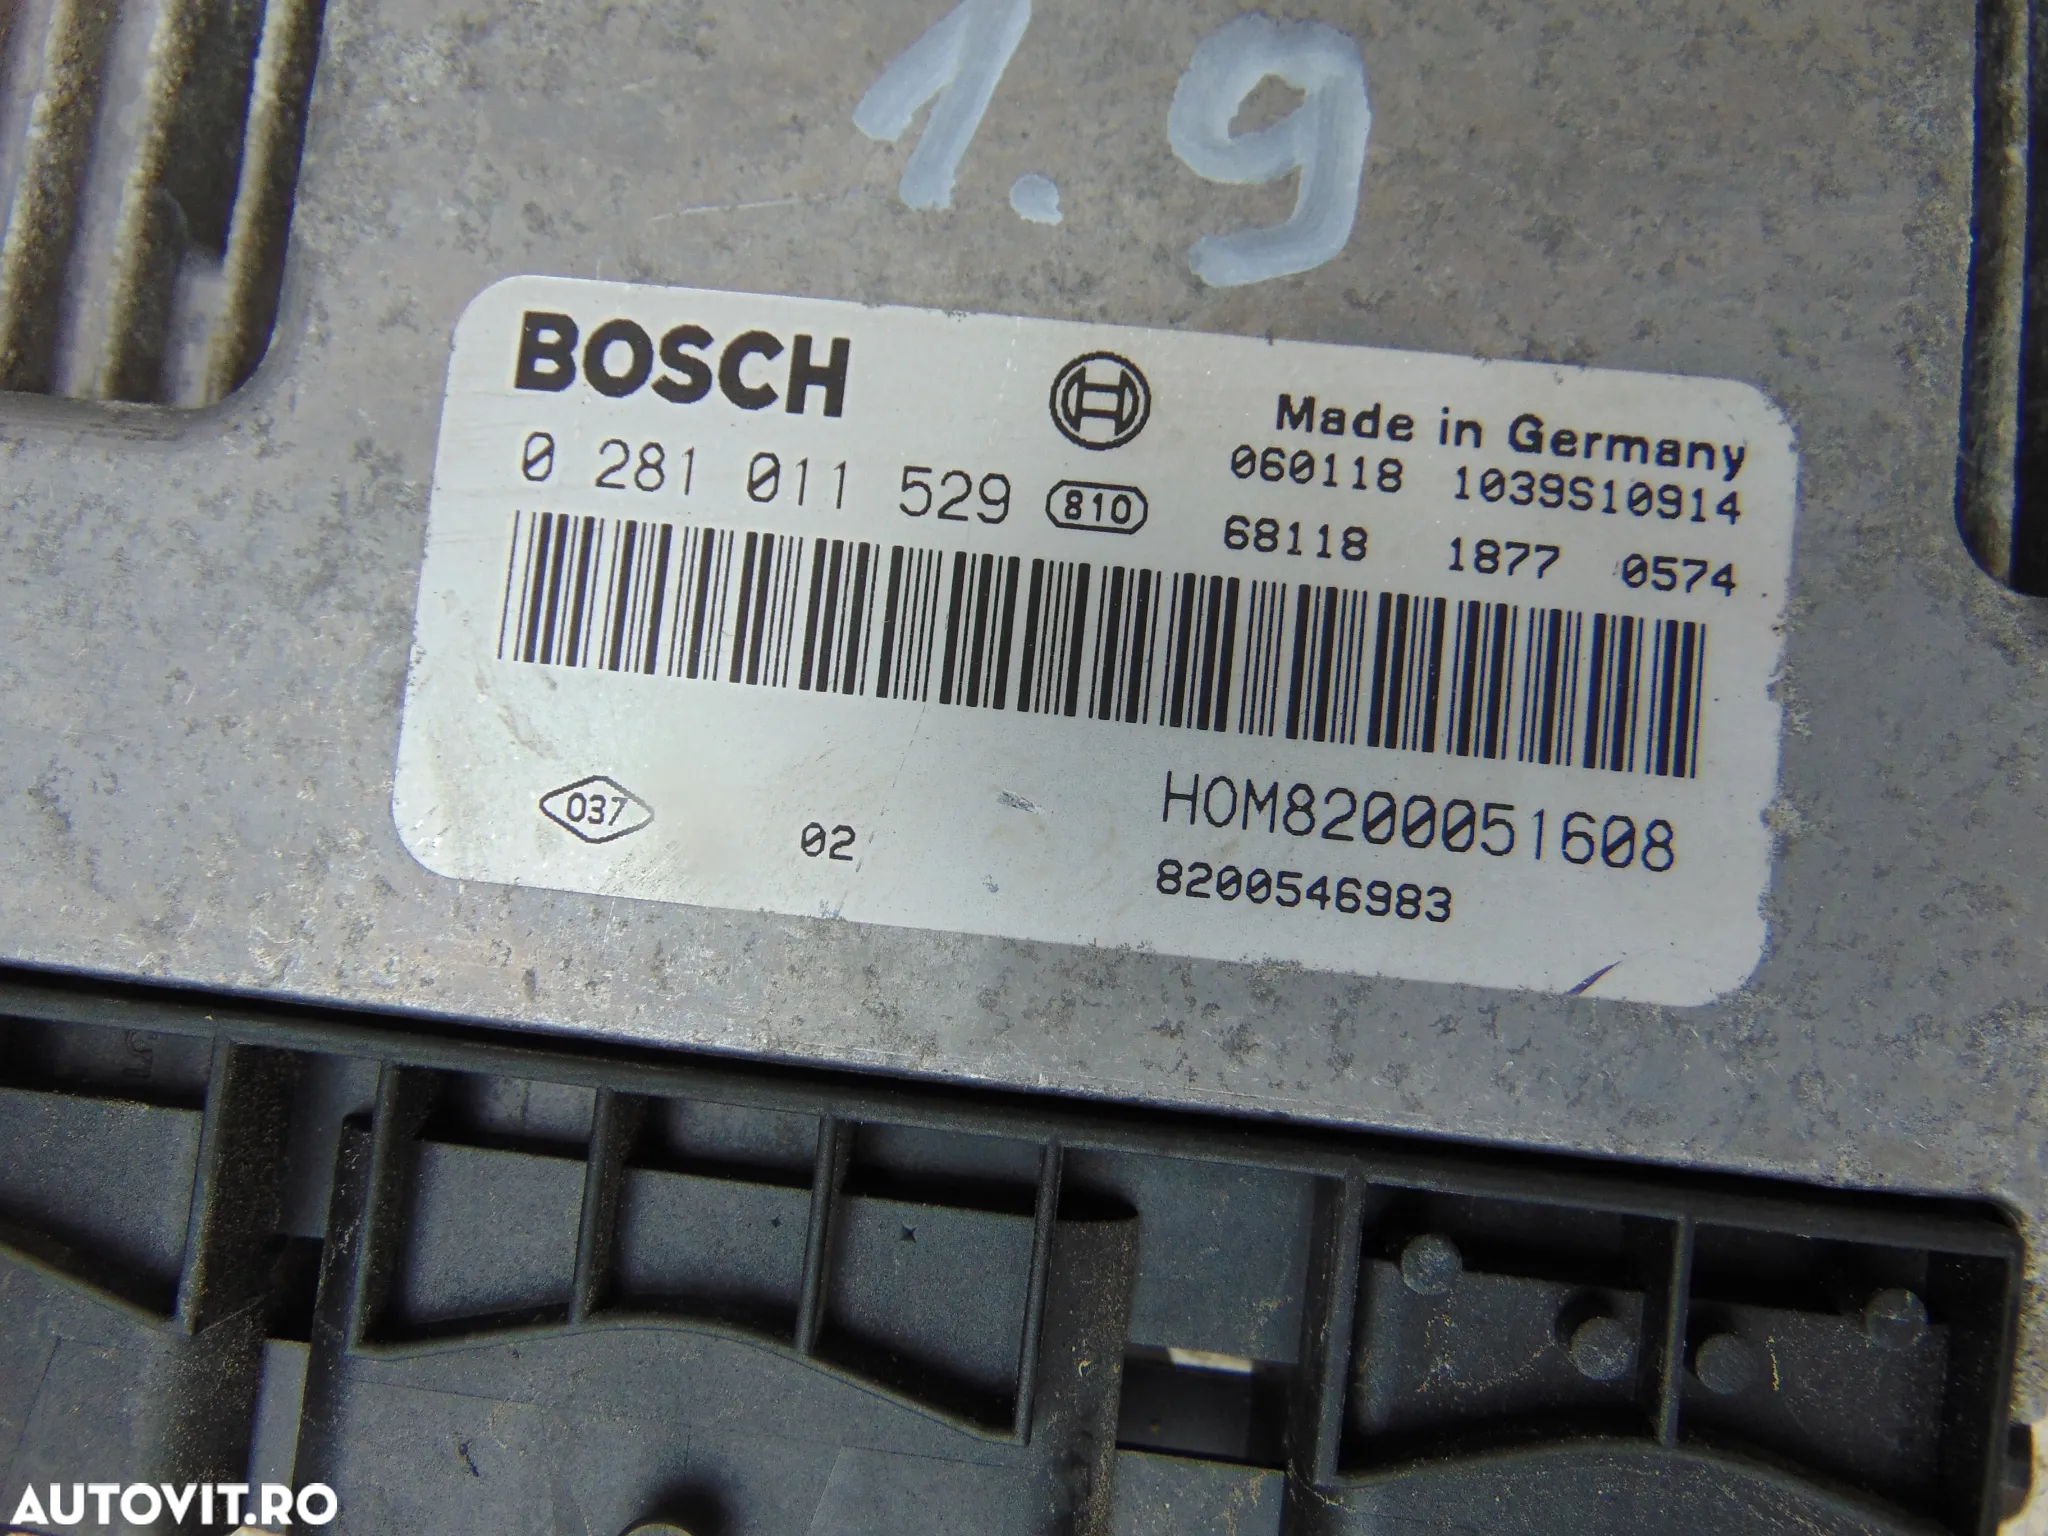 1.9
BOSCH
Made in Germany
0 281 011 529 810
060118 1039S10914
68118 1877 0574
037
02
HOM8200051608
8200546983
AUTOVIT.RO